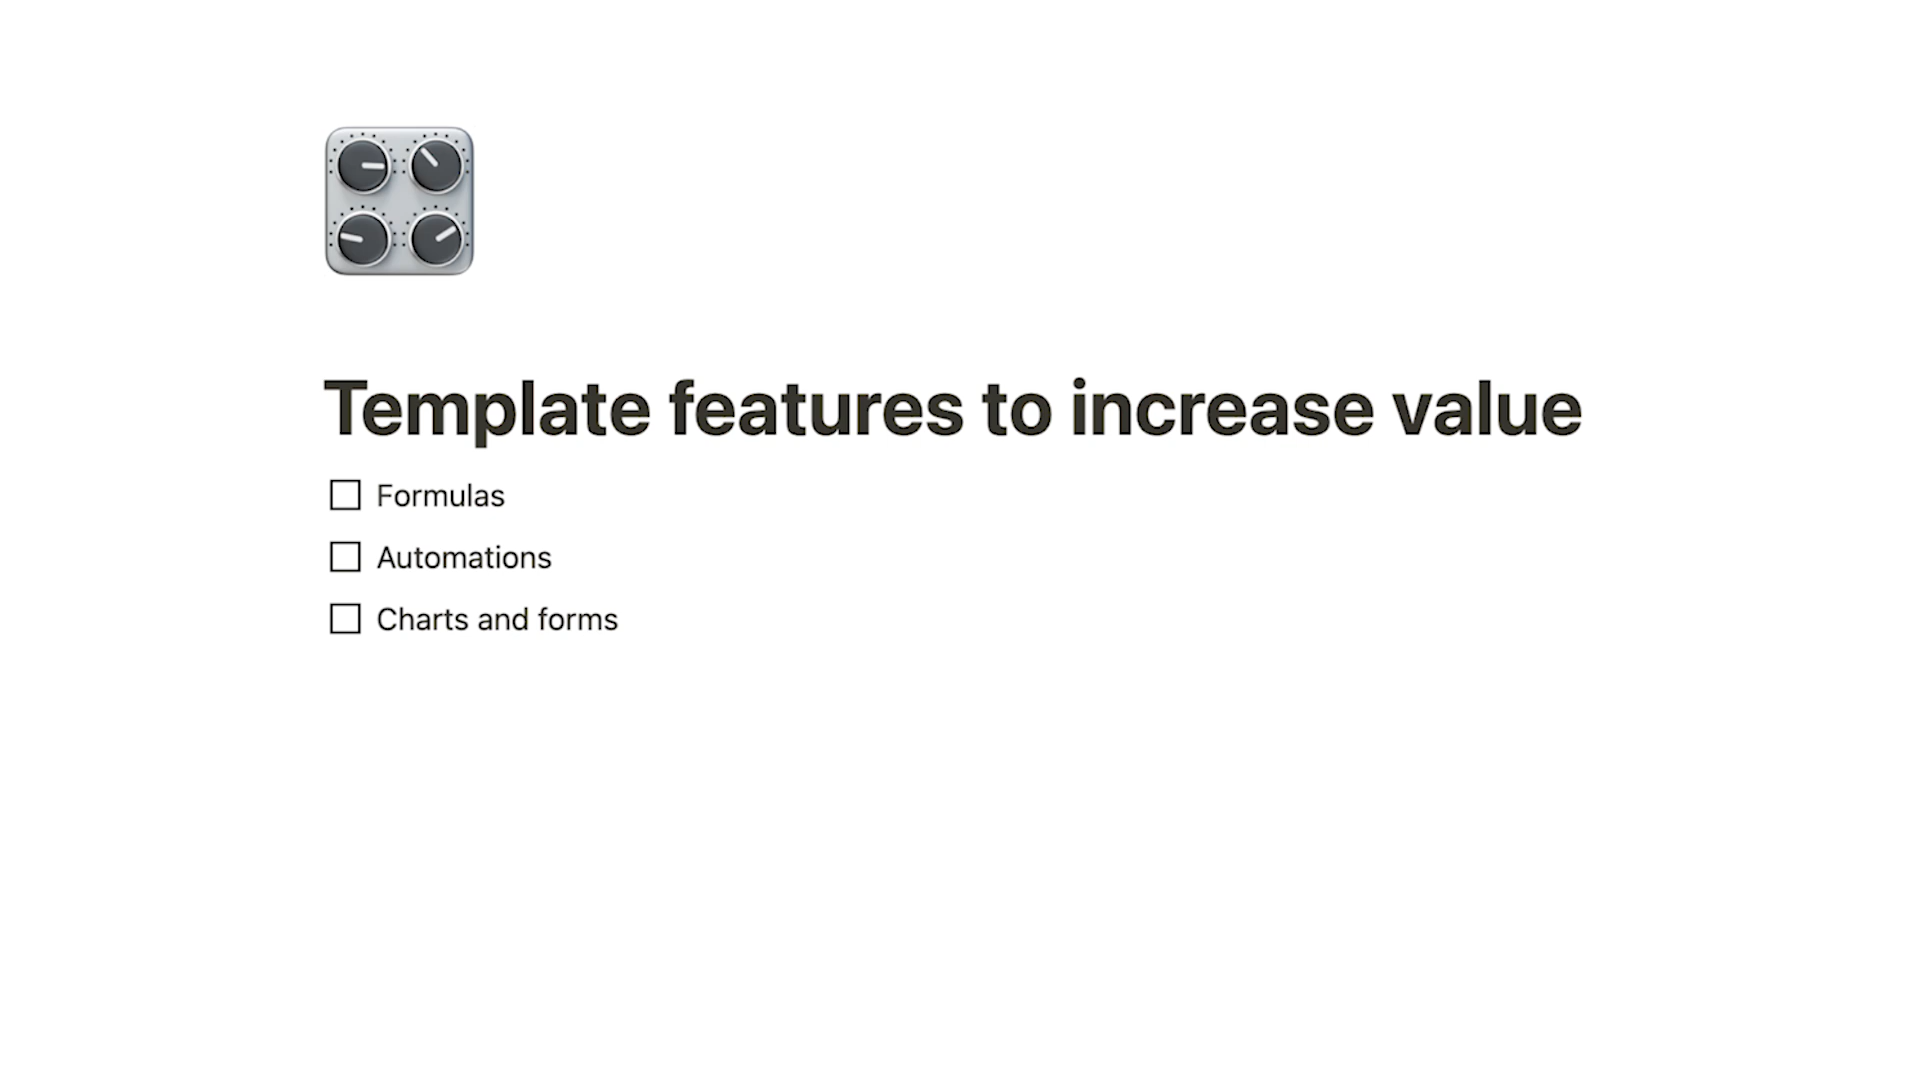 Template features to increase value
Formulas
Automations
Charts and forms